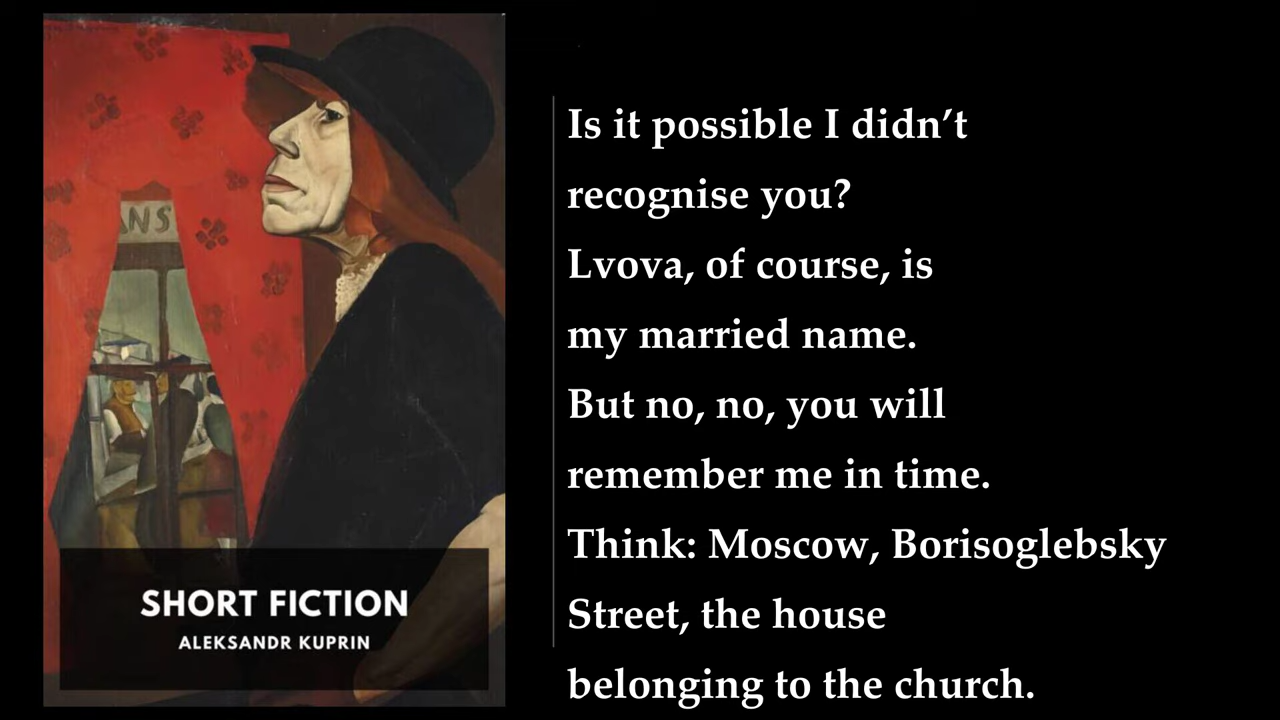 ANS
SHORT FICTION
ALEKSANDR KUPRIN
Is it possible I didn’t
recognise you?
Lvova, of course, is
my married name.
But no, no, you will
remember me in time.
Think: Moscow, Borisoglebsky
Street, the house
belonging to the church.